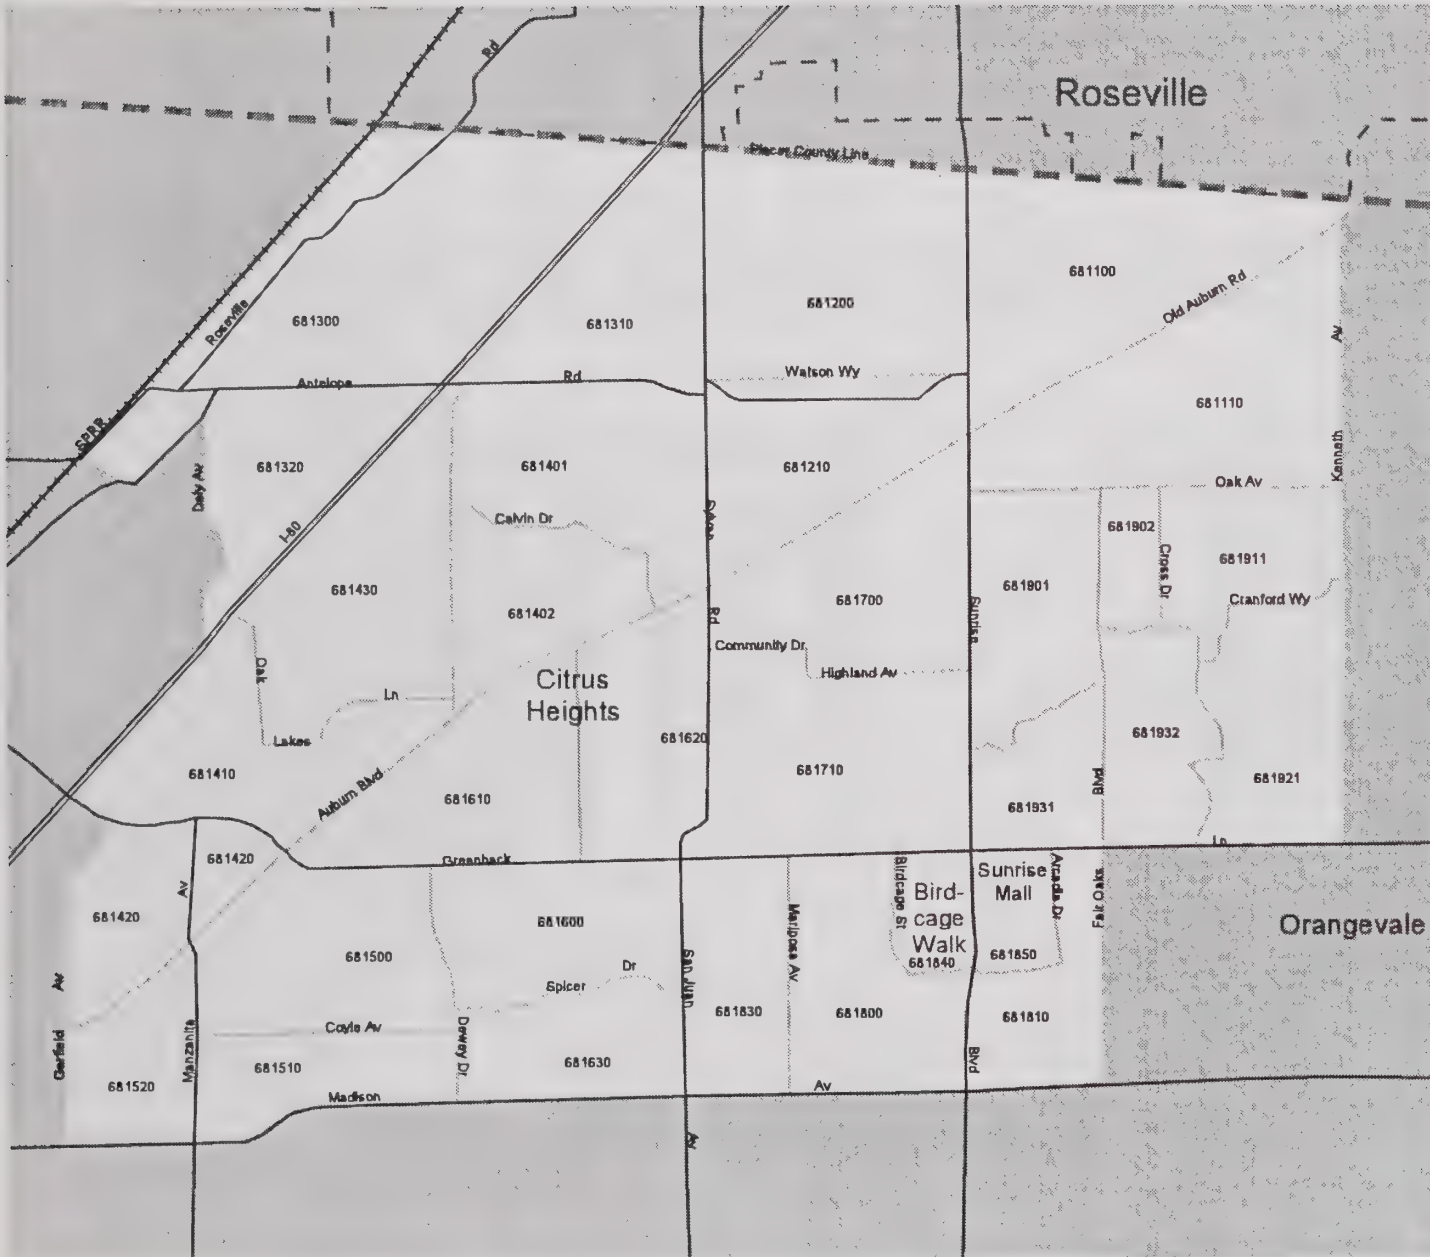 Rd
Roseville
Placer County Line
681100
Old Auburn Rd
681200
Roseville
681300
681310
Av
Watson Wy
Antelope
Rd
681110
SPRR
681320
681401
681210
Kenneth
Oak Av
Daly Av
Calvin Dr
Sylvan
681902
I-80
Cross Dr
681911
681430
681901
681700
Cranford Wy
681402
Rd
Sunrise
Community Dr
Highland Av
Oak
Citrus
Heights
Ln
681620
681932
Lakes
681410
681710
681921
Auburn Blvd
681610
Blvd
681931
Ln
681420
Greenback
Sunrise
Mall
Birdcage St
Bird-
cage
Walk
Arcadia Dr
Fair Oaks
Av
681420
681600
Mariposa Av
Orangevale
681500
681840
681850
Dr
San Juan
Av
Spicer
681830
681800
681810
Garfield
Manzanita
Coyle Av
Dewey Dr
681510
681630
Blvd
681520
Madison
Av
Av